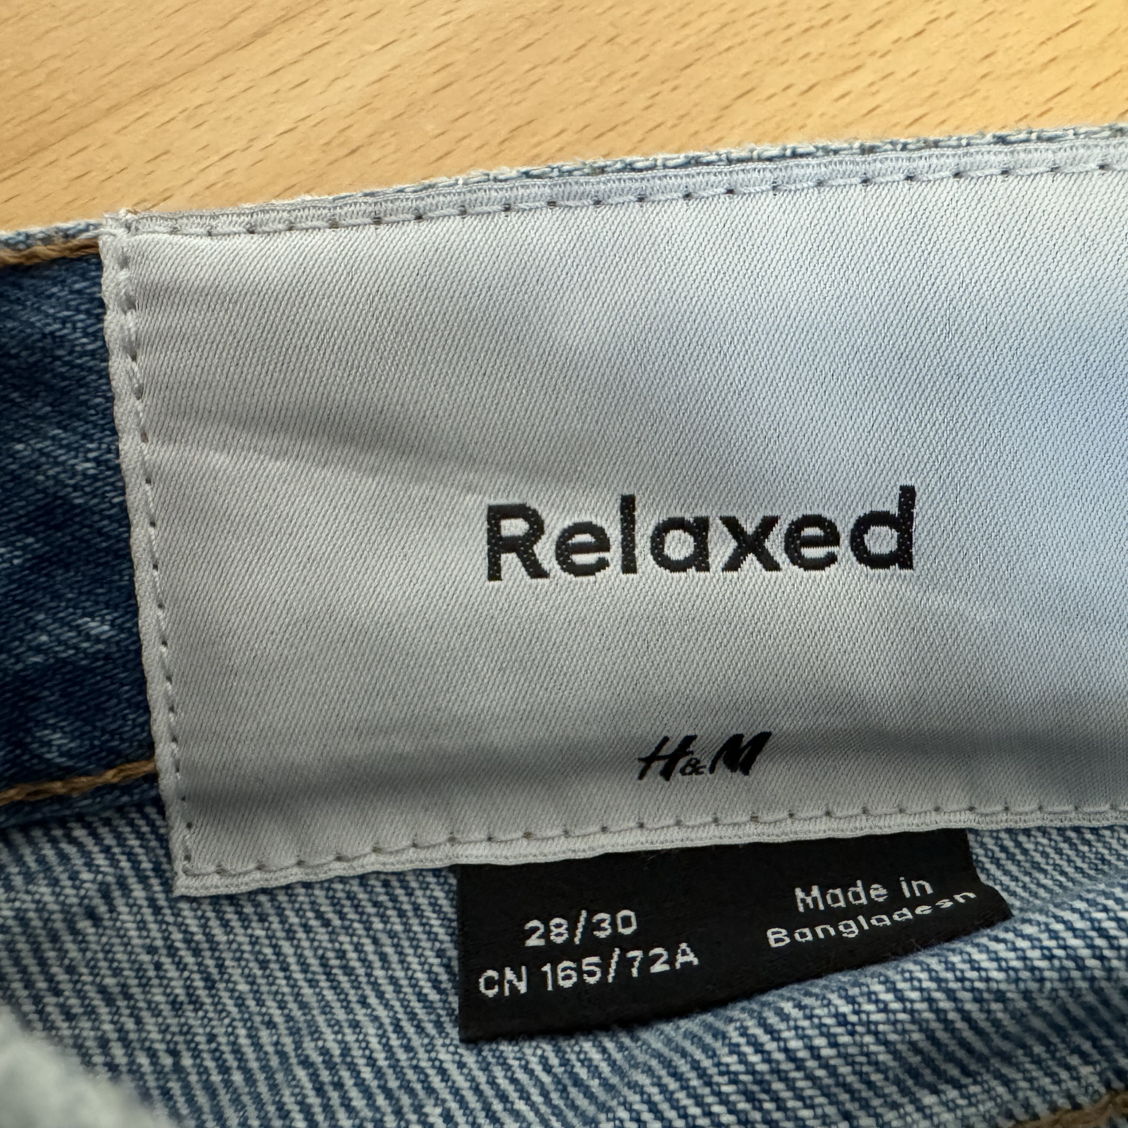 Relaxed
H&M
28/30
CN 165/72A
Made in
Bangladesh